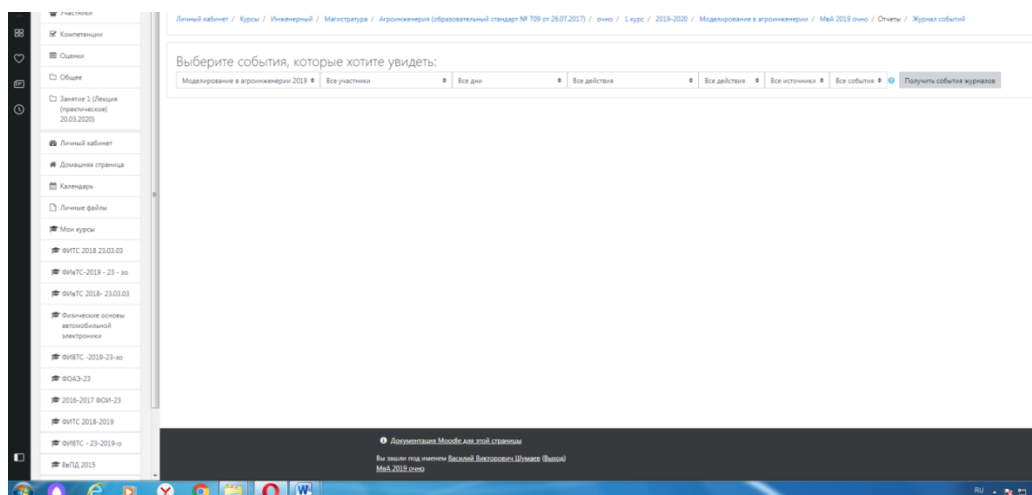 Участники
Компетенции
Оценки
Общее
Занятие 1 (Лекция
(практическое)
20.03.2020)
Личный кабинет
Домашняя страница
Календарь
Личные файлы
Мои курсы
ФИТС 2018 23.03.03
ФИвТС-2019 - 23 - зо
ФИвТС 2018- 23.03.03
Физические основы
автомобильной
электроники
ФИВТС -2019-23-зо
ФОАЭ-23
2016-2017 ФОИ-23
ФИТС 2018-2019
ФИВТС - 23-2019-о
ВвПД 2015
Личный кабинет / Курсы / Инженерный / Магистратура / Агроинженерия (образовательный стандарт № 709 от 26.07.2017) / очно / 1 курс / 2019-2020 / Моделирование в агроинженерии / МвА 2019 очно / Отчеты / Журнал событий
Выберите события, которые хотите увидеть:
Моделирование в агроинженерии 2019 Все участники Все дни Все действия Все действия Все источники Все события Получить события журналов
Документация Moodle для этой страницы
Вы зашли под именем Василий Викторович Шумаев (Выход)
МвА 2019 очно
RU